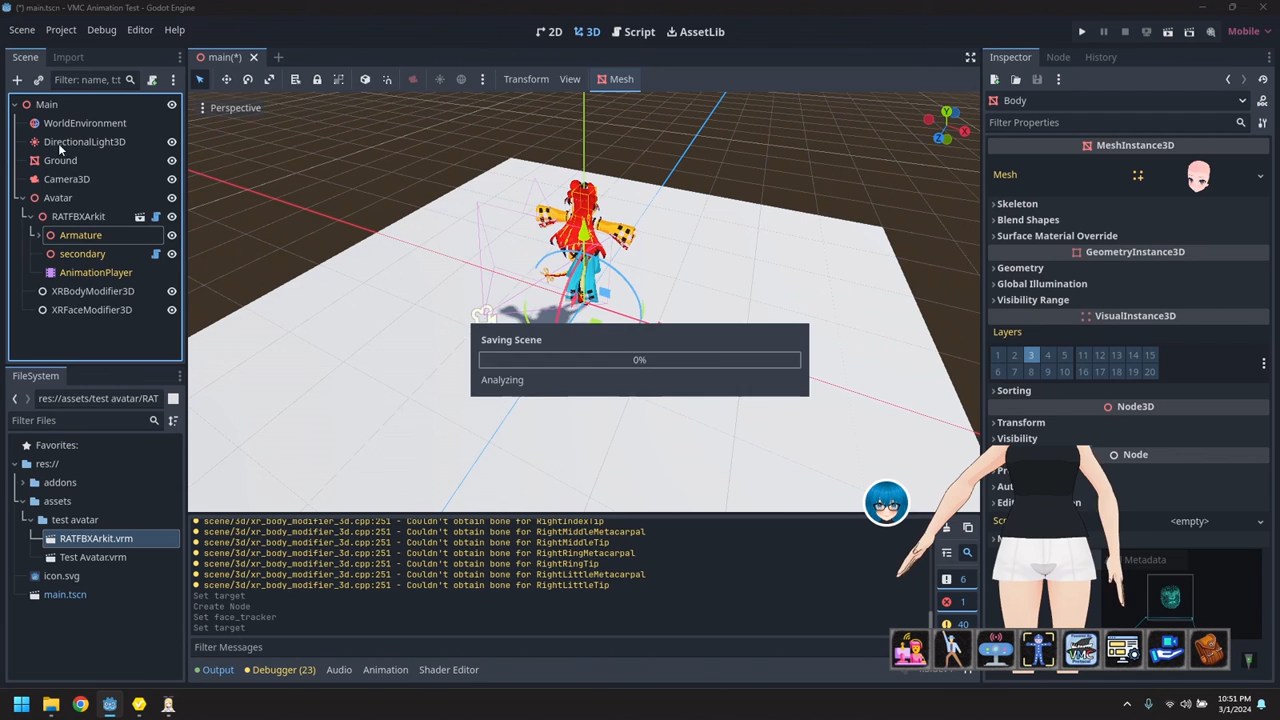 (*) main.tscn - VMC Animation Test - Godot Engine
Scene Project Debug Editor Help
2D 3D Script AssetLib
Mobile
Scene Import
main(*)
Inspector Node History
Filter: name, t:t
Transform View Mesh
Perspective
Main
WorldEnvironment
DirectionalLight3D
Ground
Camera3D
Avatar
RATFBXArkit
Armature
secondary
AnimationPlayer
XRBodyModifier3D
XRFaceModifier3D
Y
X
Z
Saving Scene
0%
Analyzing
FileSystem
res://assets/test avatar/RAT
Filter Files
Favorites:
res://
addons
assets
test avatar
RATFBXArkit.vrm
Test Avatar.vrm
icon.svg
main.tscn
scene/3d/xr_body_modifier_3d.cpp:251 - Couldn't obtain bone for RightIndexTip
scene/3d/xr_body_modifier_3d.cpp:251 - Couldn't obtain bone for RightMiddleMetacarpal
scene/3d/xr_body_modifier_3d.cpp:251 - Couldn't obtain bone for RightMiddleTip
scene/3d/xr_body_modifier_3d.cpp:251 - Couldn't obtain bone for RightRingMetacarpal
scene/3d/xr_body_modifier_3d.cpp:251 - Couldn't obtain bone for RightRingTip
scene/3d/xr_body_modifier_3d.cpp:251 - Couldn't obtain bone for RightLittleMetacarpal
scene/3d/xr_body_modifier_3d.cpp:251 - Couldn't obtain bone for RightLittleTip
Set target
Create Node
Set face_tracker
Set target
6
1
40
Filter Messages
Output Debugger (23) Audio Animation Shader Editor
Body
Filter Properties
MeshInstance3D
Mesh
Skeleton
Blend Shapes
Surface Material Override
GeometryInstance3D
Geometry
Global Illumination
Visibility Range
VisualInstance3D
Layers
1 2 3 4 5 11 12 13 14 15
6 7 8 9 10 16 17 18 19 20
Sorting
Node3D
Transform
Visibility
Node
<empty>
Metadata
VMC
10:51 PM
3/1/2024